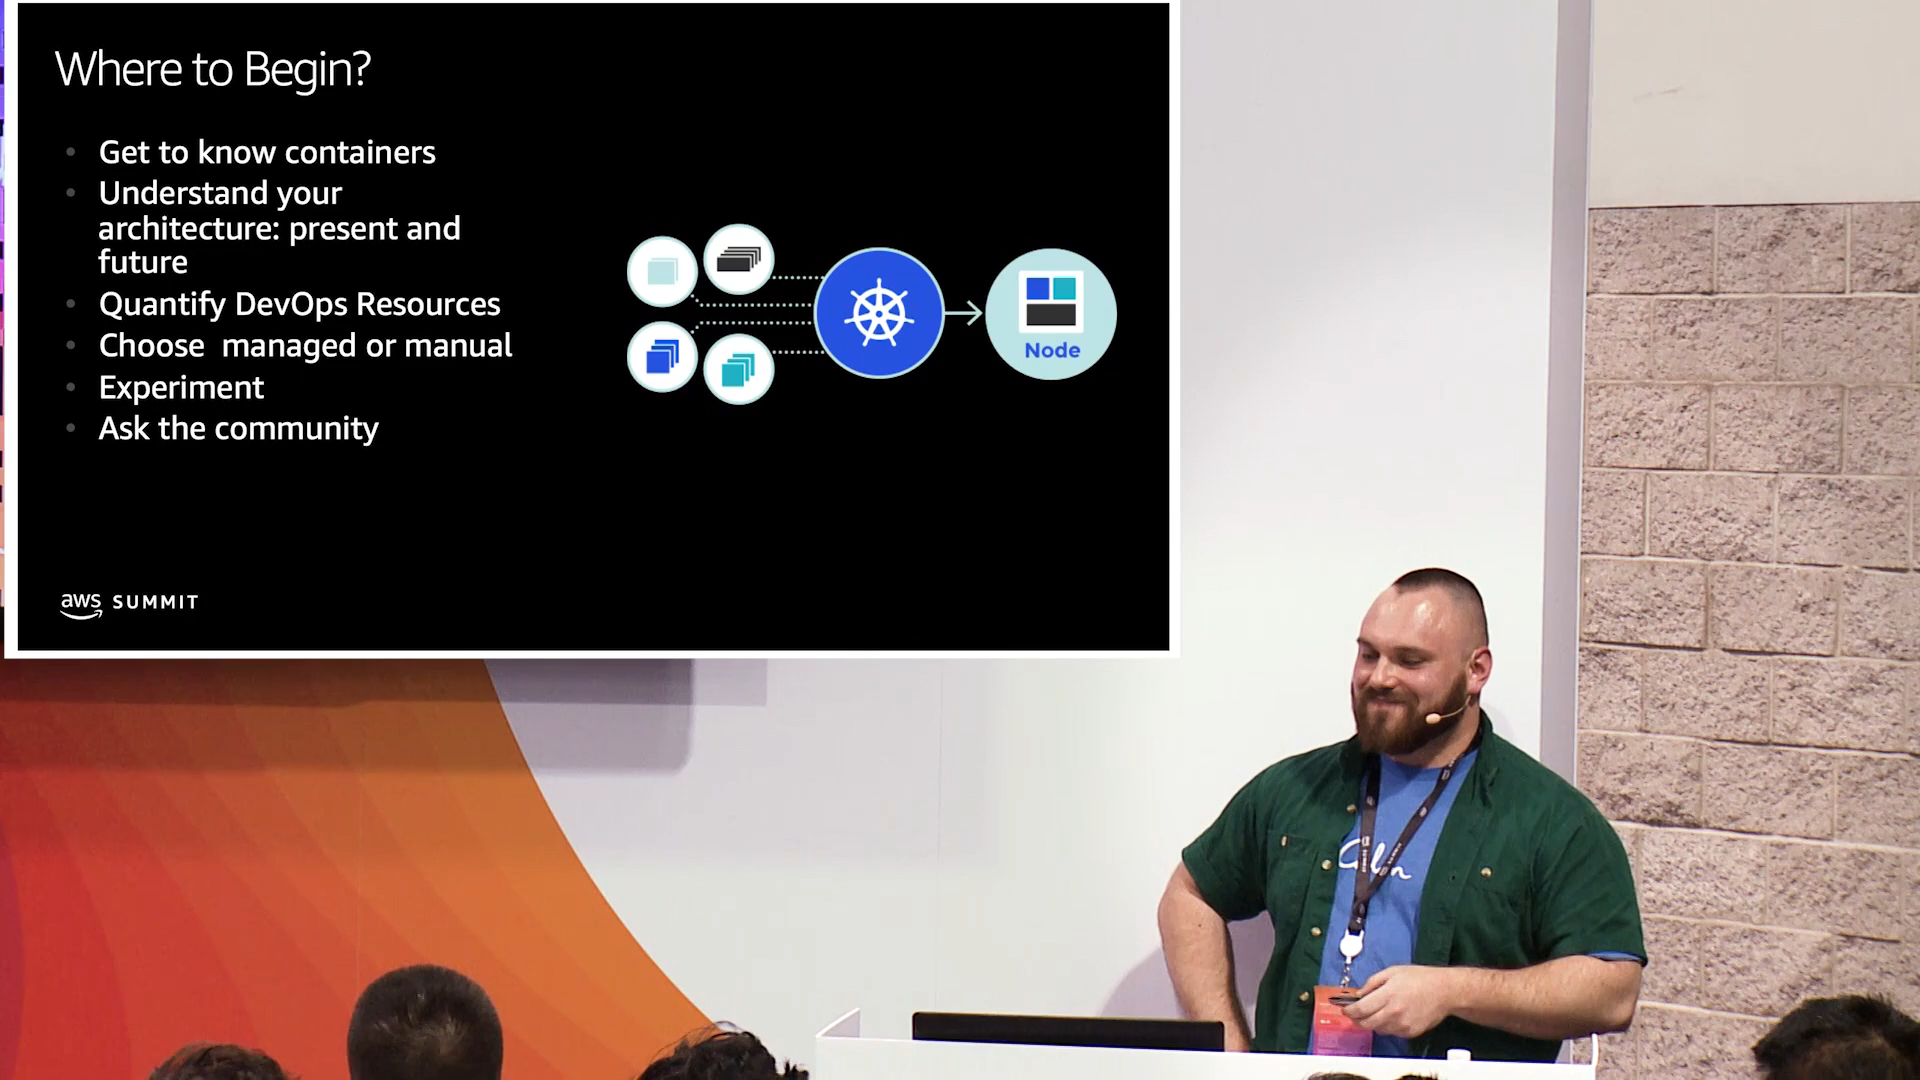 Where to Begin?
• Get to know containers
• Understand your
architecture: present and
future
• Quantify DevOps Resources
• Choose  managed or manual
• Experiment
• Ask the community
Node
aws SUMMIT
Calm